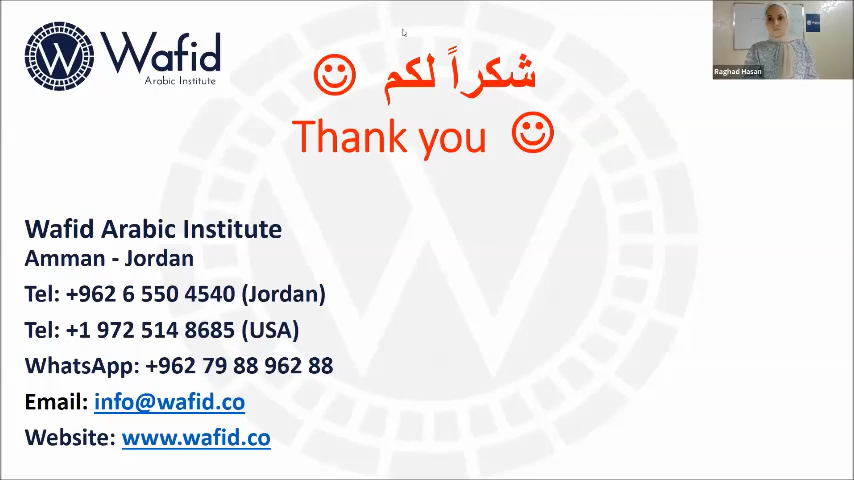 Wafid
Arabic Institute
Raghad Hasan
شكراً لكم ☺
Thank you ☺
Wafid Arabic Institute
Amman - Jordan
Tel: +962 6 550 4540 (Jordan)
Tel: +1 972 514 8685 (USA)
WhatsApp: +962 79 88 962 88
Email: info@wafid.co
Website: www.wafid.co